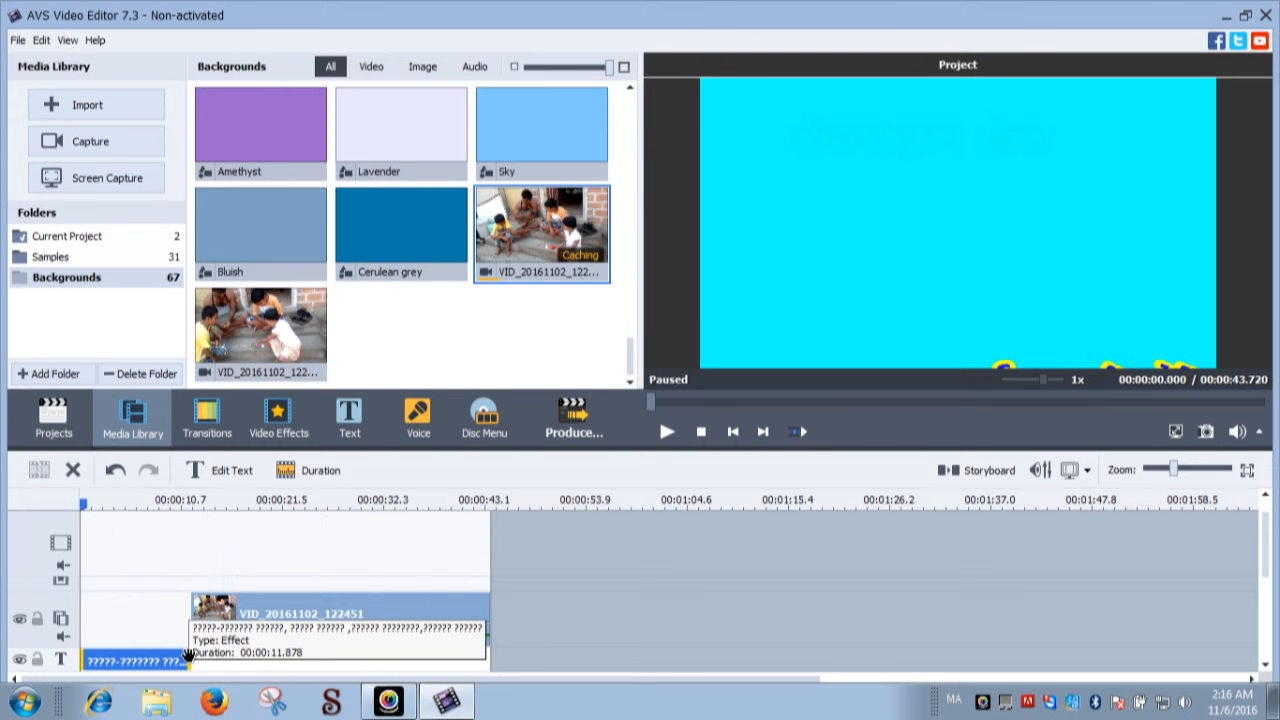 AVS Video Editor 7.3 - Non-activated
File Edit View Help
Media Library
Backgrounds
All
Video
Image
Audio
Project
Import
Capture
Screen Capture
Folders
Current Project 2
Samples 31
Backgrounds 67
Add Folder
Delete Folder
Amethyst
Lavender
Sky
Bluish
Cerulean grey
Caching
VID_20161102_122...
VID_20161102_122...
Paused
1x
00:00:00.000 / 00:00:43.720
Projects
Media Library
Transitions
Video Effects
Text
Voice
Disc Menu
Produce...
Edit Text
Duration
Storyboard
Zoom:
00:00:10.7 00:00:21.5 00:00:32.3 00:00:43.1 00:00:53.9 00:01:04.6 00:01:15.4 00:01:26.2 00:01:37.0 00:01:47.8 00:01:58.5
VID_20161102_122451
?????-??????? ??????, ????? ?????? ,?????? ????????,?????? ??????
Type: Effect
Duration: 00:00:11.878
?????-??????? ???...
MA
2:16 AM
11/6/2016